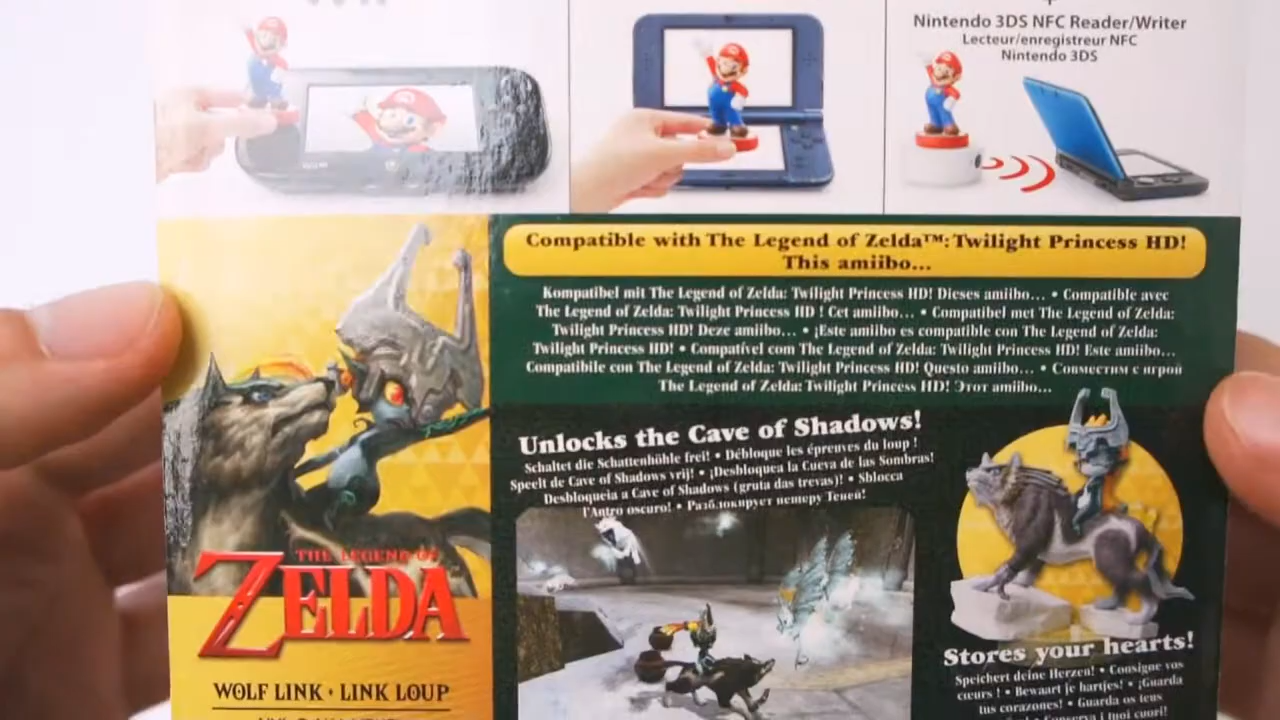 Nintendo 3DS NFC Reader/Writer
Lecteur/enregistreur NFC
Nintendo 3DS
Compatible with The Legend of Zelda™: Twilight Princess HD!
This amiibo...
Kompatibel mit The Legend of Zelda: Twilight Princess HD! Dieses amiibo... • Compatible avec
The Legend of Zelda: Twilight Princess HD ! Cet amiibo... • Compatibel met The Legend of Zelda:
Twilight Princess HD! Deze amiibo... • ¡Este amiibo es compatible con The Legend of Zelda:
Twilight Princess HD! • Compatível com The Legend of Zelda: Twilight Princess HD! Este amiibo...
Compatibile con The Legend of Zelda: Twilight Princess HD! Questo amiibo... • Совместим с игрой
The Legend of Zelda: Twilight Princess HD! Этот amiibo...
Unlocks the Cave of Shadows!
Schaltet die Schattenhöhle frei! • Débloque les épreuves du loup !
Speelt de Cave of Shadows vrij! • ¡Desbloquea la Cueva de las Sombras!
Desbloqueia a Cave of Shadows (gruta das trevas)! • Sblocca
l'Antro oscuro! • Разблокирует пещеру Теней!
THE LEGEND OF
ZELDA
WOLF LINK • LINK LOUP
Stores your hearts!
Speichert deine Herzen! • Consigne vos
cœurs ! • Bewaart je hartjes! • ¡Guarda
tus corazones! • Guarda os teus
i tuoi cuori!